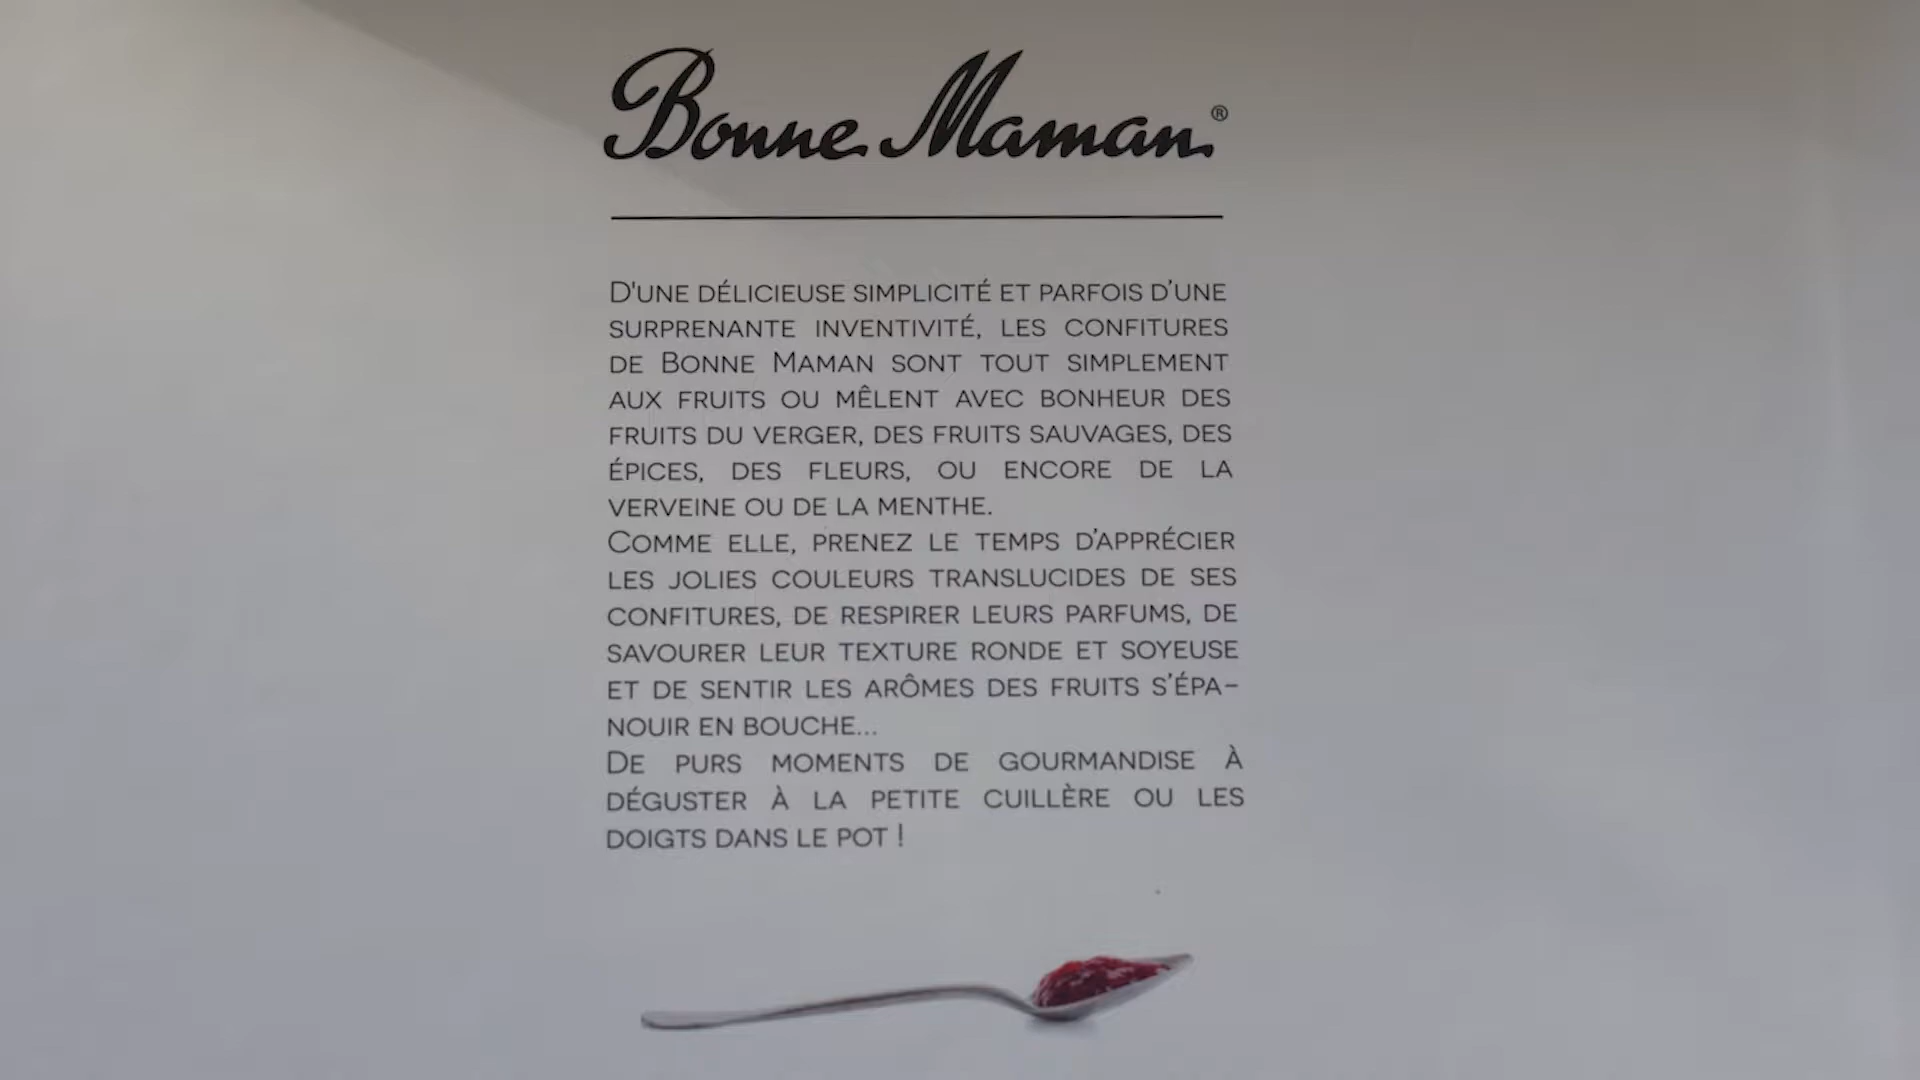 Bonne Maman®
D'UNE DÉLICIEUSE SIMPLICITÉ ET PARFOIS D'UNE
SURPRENANTE INVENTIVITÉ, LES CONFITURES
DE BONNE MAMAN SONT TOUT SIMPLEMENT
AUX FRUITS OU MÊLENT AVEC BONHEUR DES
FRUITS DU VERGER, DES FRUITS SAUVAGES, DES
ÉPICES, DES FLEURS, OU ENCORE DE LA
VERVEINE OU DE LA MENTHE.
COMME ELLE, PRENEZ LE TEMPS D'APPRÉCIER
LES JOLIES COULEURS TRANSLUCIDES DE SES
CONFITURES, DE RESPIRER LEURS PARFUMS, DE
SAVOURER LEUR TEXTURE RONDE ET SOYEUSE
ET DE SENTIR LES ARÔMES DES FRUITS S'ÉPA-
NOUIR EN BOUCHE...
DE PURS MOMENTS DE GOURMANDISE À
DÉGUSTER À LA PETITE CUILLÈRE OU LES
DOIGTS DANS LE POT !